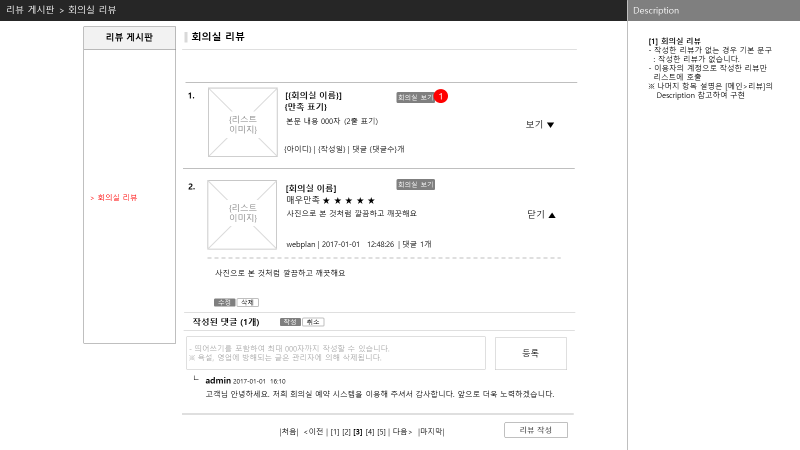 리뷰 게시판 > 회의실 리뷰
Description
리뷰 게시판
> 회의실 리뷰
회의실 리뷰
1.
{리스트
이미지}
[{회의실 이름}]
{만족 표기}
회의실 보기
1
본문 내용 000자 (2줄 표기)
보기 ▼
{아이디} | {작성일} | 댓글 {댓글수}개
2.
{리스트
이미지}
[회의실 이름]
회의실 보기
매우만족 ★ ★ ★ ★ ★
사진으로 본 것처럼 깔끔하고 깨끗해요
닫기 ▲
webplan | 2017-01-01 12:48:26 | 댓글 1개
사진으로 본 것처럼 깔끔하고 깨끗해요
수정 삭제
작성된 댓글 (1개) 작성 취소
- 띄어쓰기를 포함하여 최대 000자까지 작성할 수 있습니다.
※ 욕설, 영업에 방해되는 글은 관리자에 의해 삭제됩니다.
등록
└ admin 2017-01-01 16:10
고객님 안녕하세요. 저희 회의실 예약 시스템을 이용해 주셔서 감사합니다. 앞으로 더욱 노력하겠습니다.
|처음| <이전 | [1] [2] [3] [4] [5] | 다음> |마지막|
리뷰 작성
[1] 회의실 리뷰
- 작성한 리뷰가 없는 경우 기본 문구
: 작성한 리뷰가 없습니다.
- 이용자의 계정으로 작성한 리뷰만
리스트에 호출
※ 나머지 항목 설명은 [메인>리뷰]의
Description 참고하여 구현